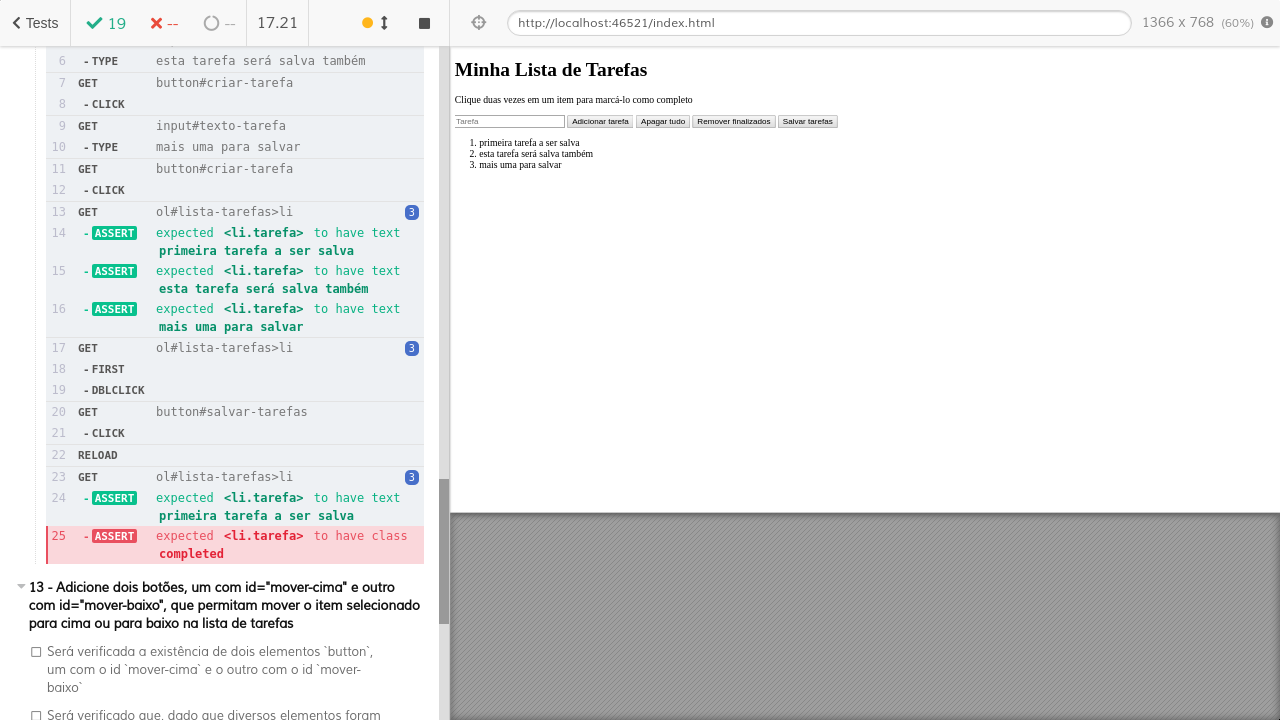 Tests
19
--
--
17.21
http://localhost:46521/index.html
1366 x 768 (60%)
6 - TYPE esta tarefa será salva também
7 GET button#criar-tarefa
8 - CLICK
9 GET input#texto-tarefa
10 - TYPE mais uma para salvar
11 GET button#criar-tarefa
12 - CLICK
13 GET ol#lista-tarefas>li 3
14 - ASSERT expected <li.tarefa> to have text
primeira tarefa a ser salva
15 - ASSERT expected <li.tarefa> to have text
esta tarefa será salva também
16 - ASSERT expected <li.tarefa> to have text
mais uma para salvar
17 GET ol#lista-tarefas>li 3
18 - FIRST
19 - DBLCLICK
20 GET button#salvar-tarefas
21 - CLICK
22 RELOAD
23 GET ol#lista-tarefas>li 3
24 - ASSERT expected <li.tarefa> to have text
primeira tarefa a ser salva
25 - ASSERT expected <li.tarefa> to have class
completed
13 - Adicione dois botões, um com id="mover-cima" e outro
com id="mover-baixo", que permitam mover o item selecionado
para cima ou para baixo na lista de tarefas
Será verificada a existência de dois elementos `button`,
um com o id `mover-cima` e o outro com o id `mover-
baixo`
Será verificado que, dado que diversos elementos foram
Minha Lista de Tarefas
Clique duas vezes em um item para marcá-lo como completo
Tarefa
Adicionar tarefa
Apagar tudo
Remover finalizados
Salvar tarefas
1. primeira tarefa a ser salva
2. esta tarefa será salva também
3. mais uma para salvar